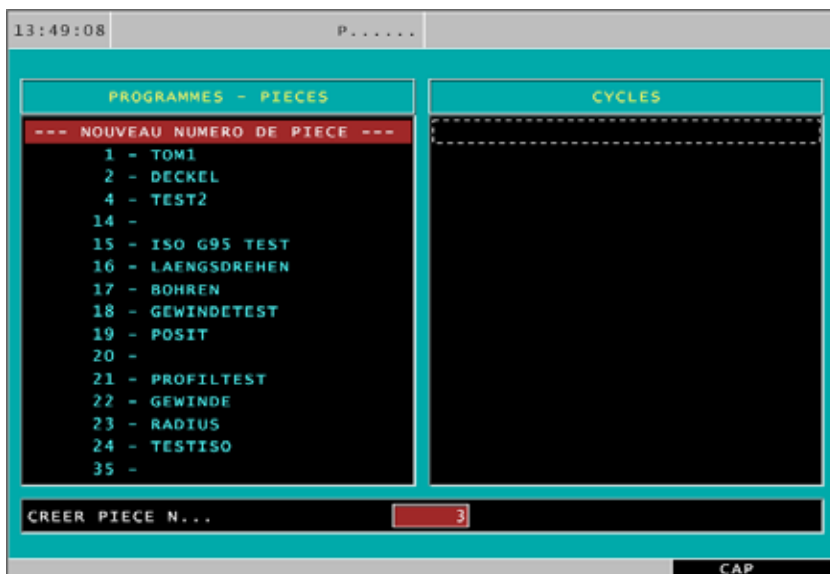 13:49:08 P......
PROGRAMMES - PIECES
CYCLES
--- NOUVEAU NUMERO DE PIECE ---
1 - TOM1
2 - DECKEL
4 - TEST2
14 -
15 - ISO G95 TEST
16 - LAENGSDREHEN
17 - BOHREN
18 - GEWINDETEST
19 - POSIT
20 -
21 - PROFILTEST
22 - GEWINDE
23 - RADIUS
24 - TESTISO
35 -
CREER PIECE N... 3
CAP